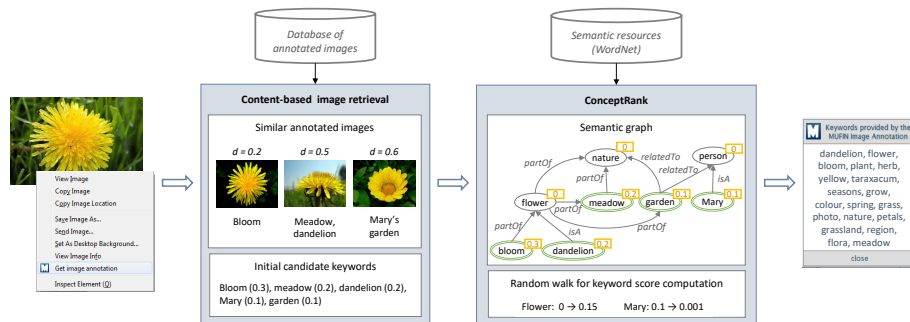 Database of
annotated images
Semantic resources
(WordNet)
View Image
Copy Image
Copy Image Location
Save Image As...
Send Image...
Set As Desktop Background...
View Image Info
M Get image annotation
Inspect Element (Q)
Content-based image retrieval
Similar annotated images
d = 0.2 d = 0.5 d = 0.6
Bloom Meadow, dandelion Mary's garden
Initial candidate keywords
Bloom (0.3), meadow (0.2), dandelion (0.2),
Mary (0.1), garden (0.1)
ConceptRank
Semantic graph
0 0
nature person
partOf relatedTo
relatedTo
partOf isA
0 0.2 0.1 0.1
flower partOf meadow garden Mary
partOf isA partOf
0.3 0.2
bloom dandelion
Random walk for keyword score computation
Flower: 0 → 0.15 Mary: 0.1 → 0.001
M Keywords provided by the
MUFIN Image Annotation
dandelion, flower,
bloom, plant, herb,
yellow, taraxacum,
seasons, grow,
colour, spring, grass,
photo, nature, petals,
grassland, region,
flora, meadow
close